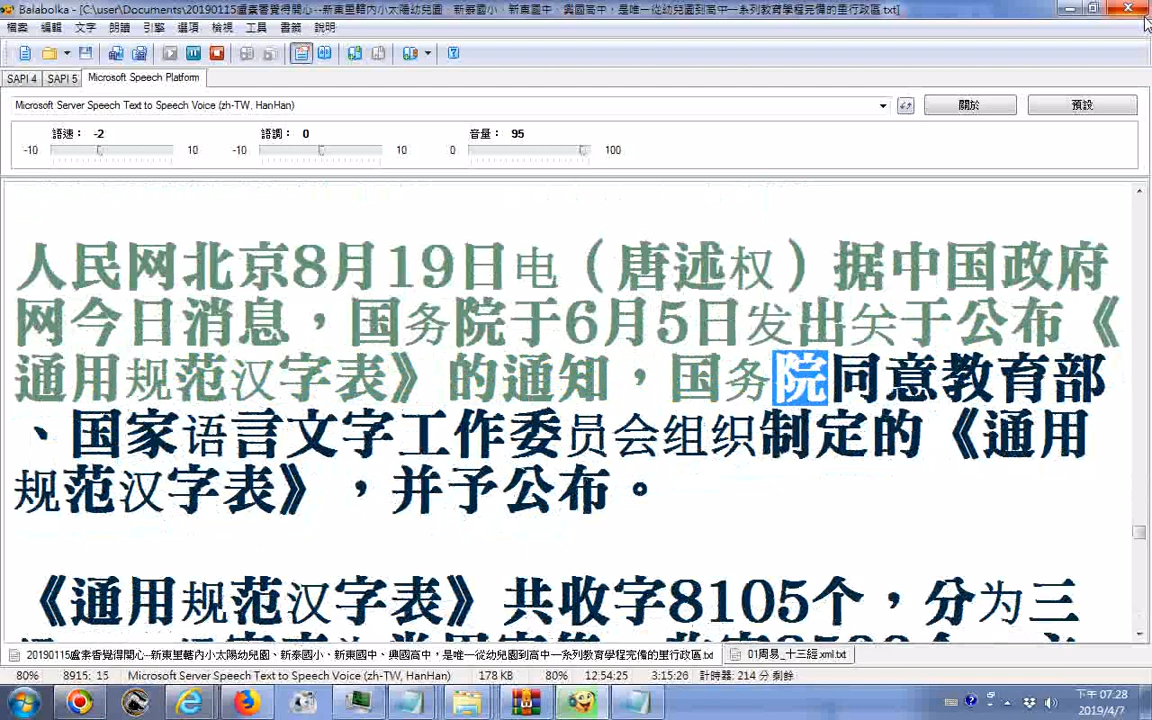 Balabolka - [C:\user\Documents\20190115盧素香覺得開心--新東里轄內小太陽幼兒園、新泰國小、新東國中、興國高中，是唯一從幼兒園到高中一系列教育學程完備的里行政區.txt]
檔案 編輯 文字 朗讀 引擎 選項 檢視 工具 書籤 說明
SAPI 4 SAPI 5 Microsoft Speech Platform
Microsoft Server Speech Text to Speech Voice (zh-TW, HanHan) 關於 預設
語速： -2 語調： 0 音量： 95
-10 10 -10 10 0 100
人民网北京8月19日电（唐述权）据中国政府
网今日消息，国务院于6月5日发出关于公布《
通用规范汉字表》的通知，国务院同意教育部
、国家语言文字工作委员会组织制定的《通用
规范汉字表》，并予公布。
《通用规范汉字表》共收字8105个，分为三
20190115盧素香覺得開心--新東里轄內小太陽幼兒園、新泰國小、新東國中、興國高中，是唯一從幼兒園到高中一系列教育學程完備的里行政區.txt 01周易_十三經.xml.txt
80% 8915: 15 Microsoft Server Speech Text to Speech Voice (zh-TW, HanHan) 178 KB 80% 12:54:25 3:15:26 計時器: 214 分 剩餘
下午 07:28
2019/4/7